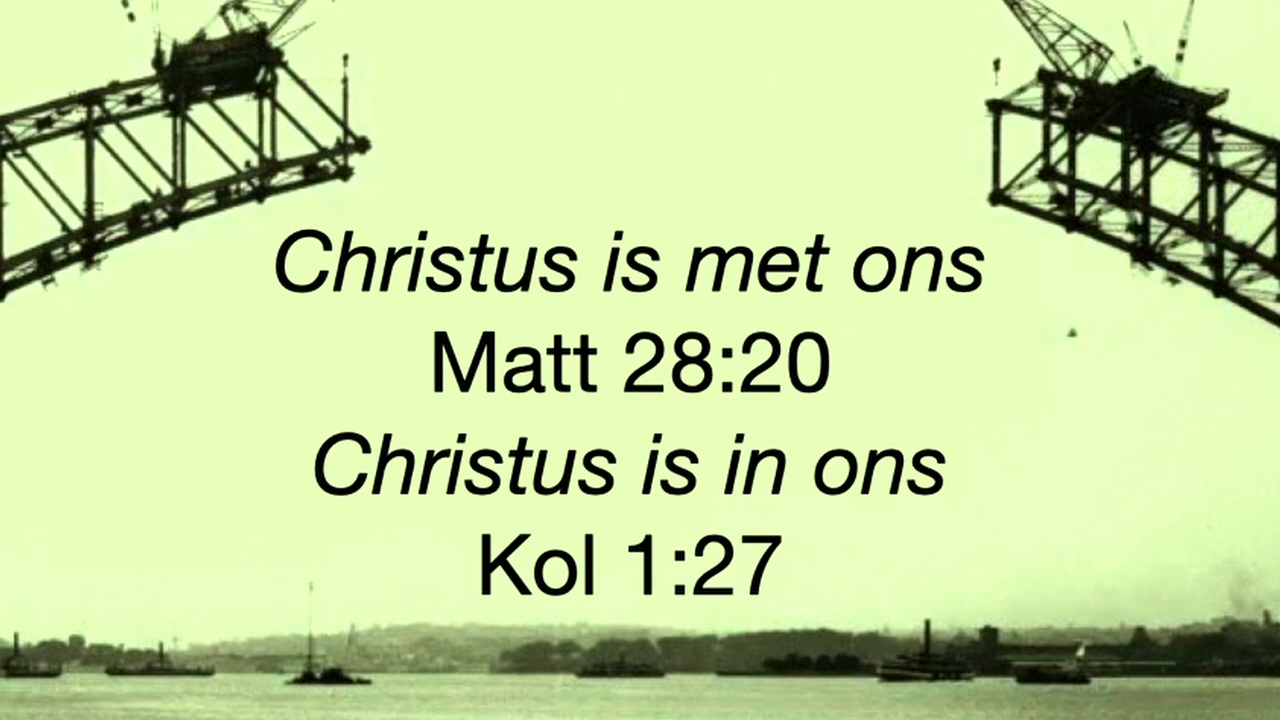 Christus is met ons
Matt 28:20
Christus is in ons
Kol 1:27